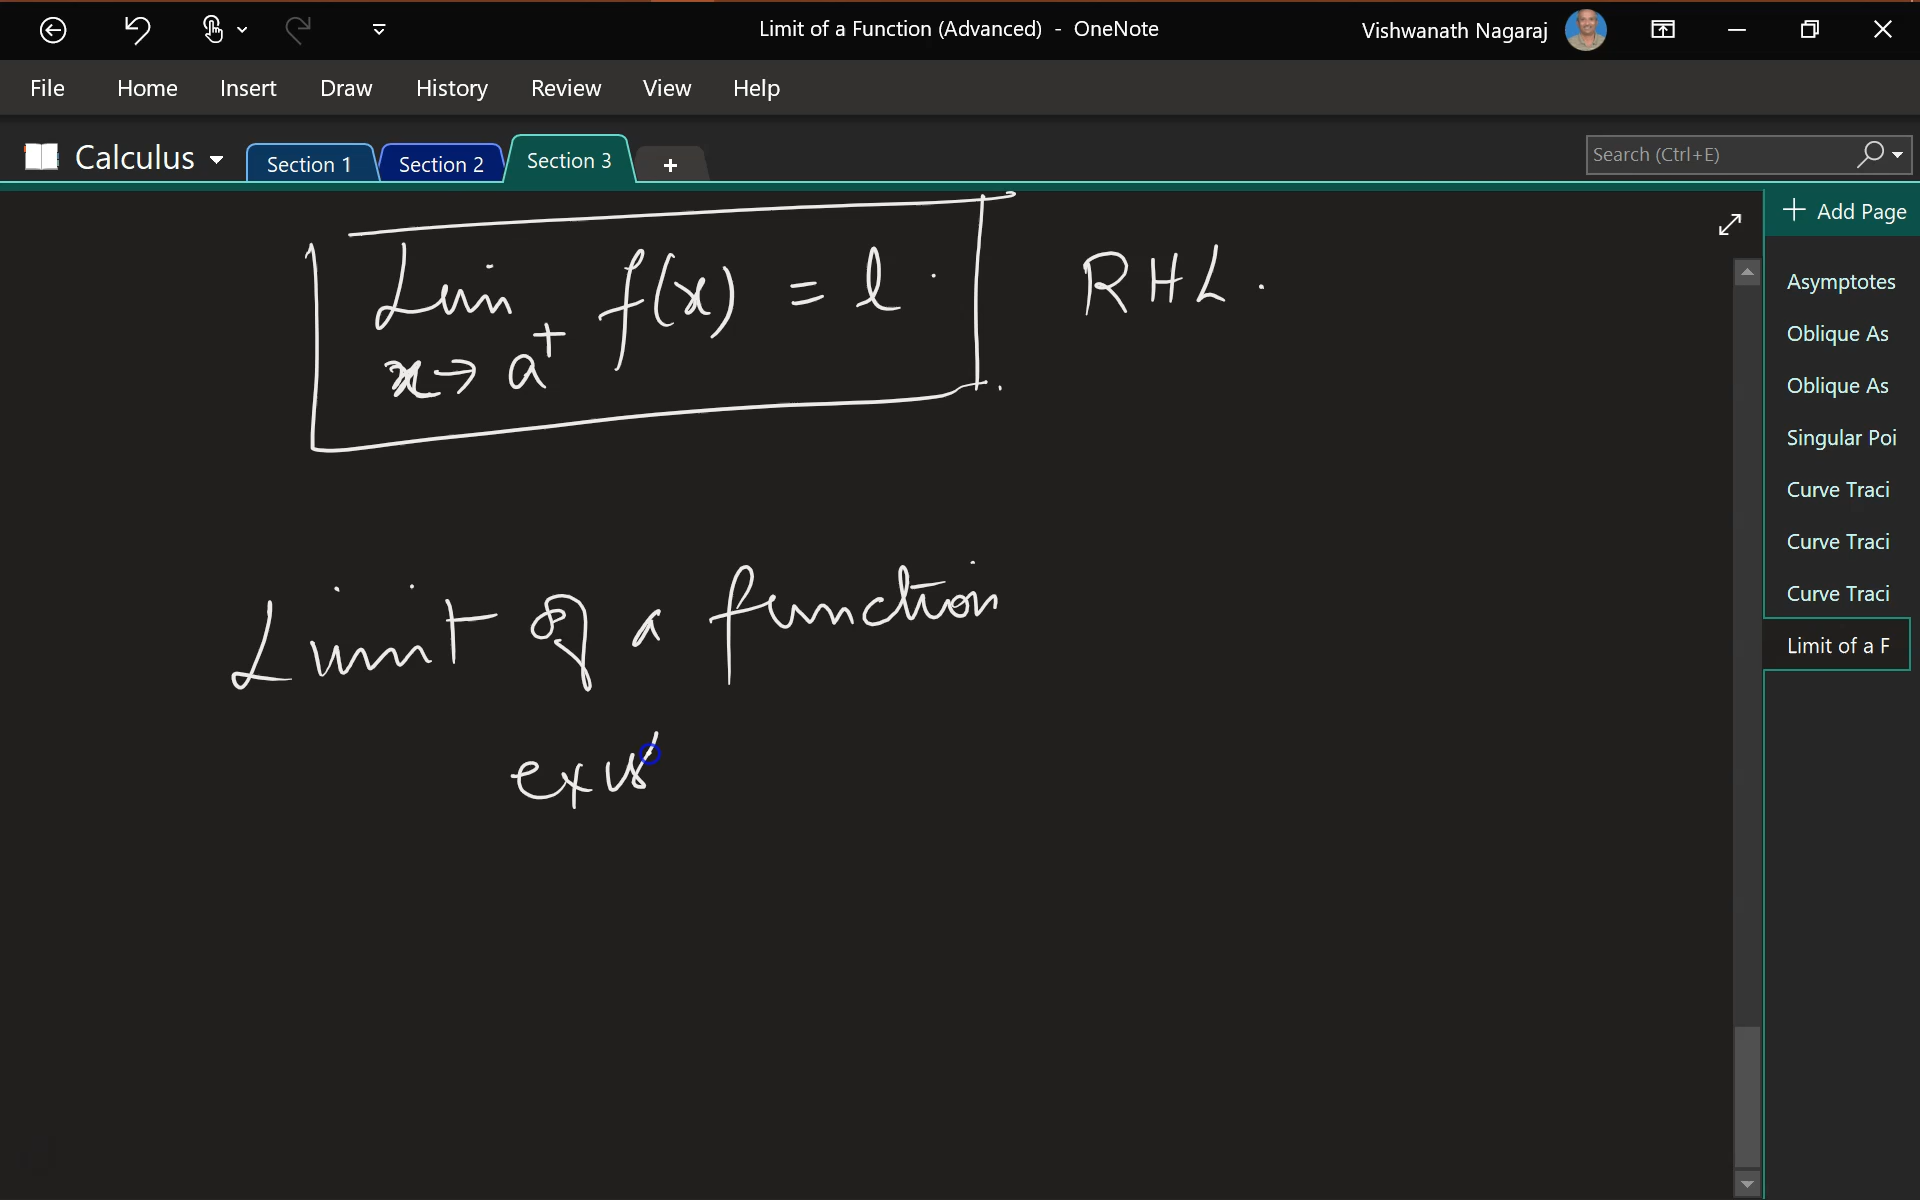 Limit of a Function (Advanced) - OneNote
Vishwanath Nagaraj
File Home Insert Draw History Review View Help
Calculus Section 1 Section 2 Section 3 +
Search (Ctrl+E)
Add Page
Asymptotes
Oblique As
Oblique As
Singular Poi
Curve Traci
Curve Traci
Curve Traci
Limit of a F
Lim f(x) = l . RHL .
x → a⁺
Limit of a function
exis